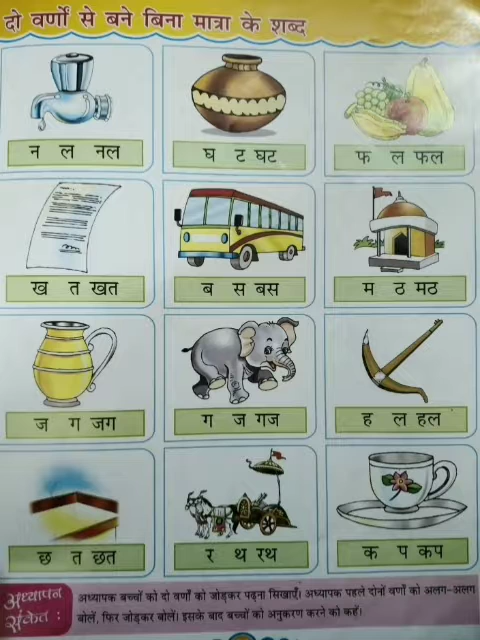 दो वर्णों से बने बिना मात्रा के शब्द
न ल नल
घ ट घट
फ ल फल
ख त खत
ब स बस
म ठ मठ
ज ग जग
ग ज गज
ह ल हल
छ त छत
र थ रथ
क प कप
अध्यापन संकेत :
अध्यापक बच्चों को दो वर्णों को जोड़कर पढ़ना सिखाएँ। अध्यापक पहले दोनों वर्णों को अलग-अलग
बोलें, फिर जोड़कर बोलें। इसके बाद बच्चों को अनुकरण करने को कहें।